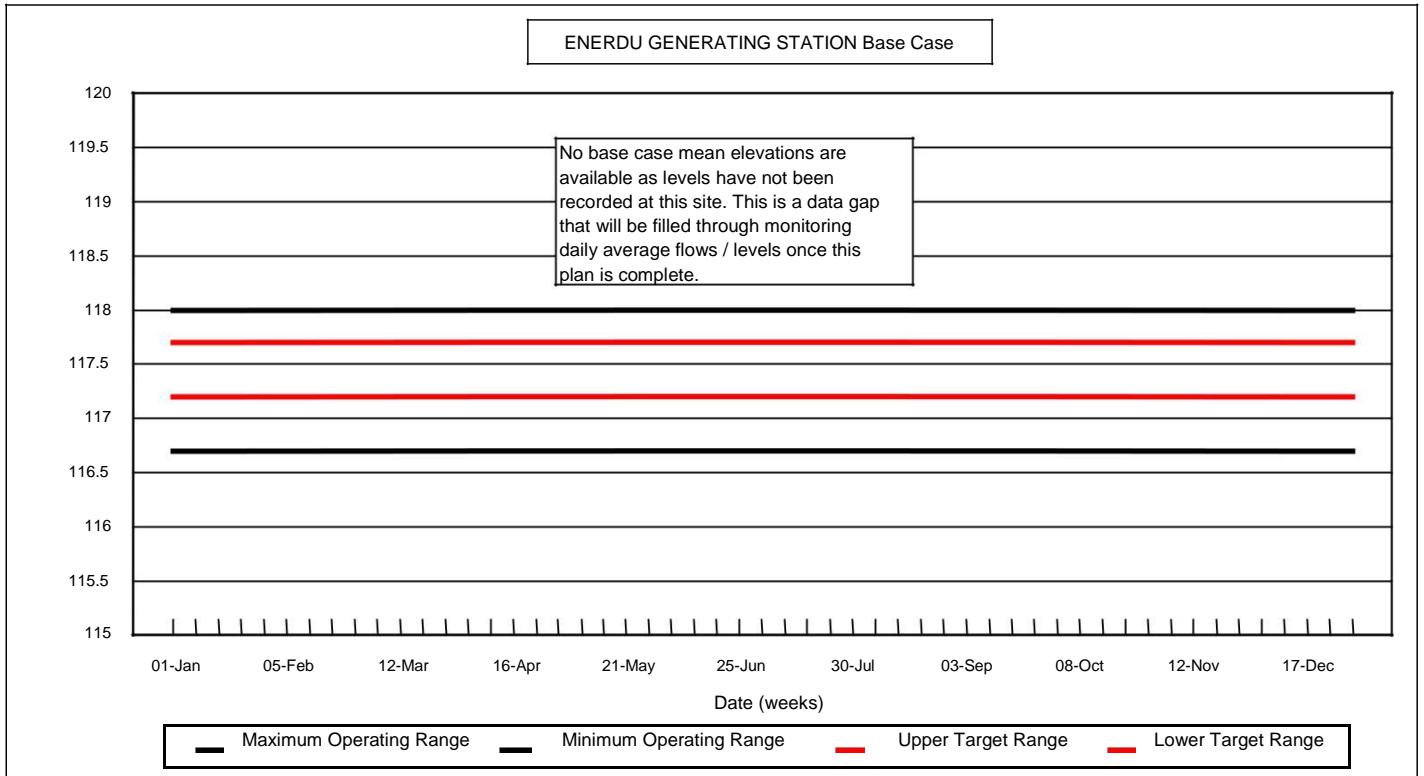 ENERDU GENERATING STATION Base Case
120
119.5
119
118.5
118
117.5
117
116.5
116
115.5
115
No base case mean elevations are
available as levels have not been
recorded at this site. This is a data gap
that will be filled through monitoring
daily average flows / levels once this
plan is complete.
01-Jan 05-Feb 12-Mar 16-Apr 21-May 25-Jun 30-Jul 03-Sep 08-Oct 12-Nov 17-Dec
Date (weeks)
Maximum Operating Range Minimum Operating Range Upper Target Range Lower Target Range